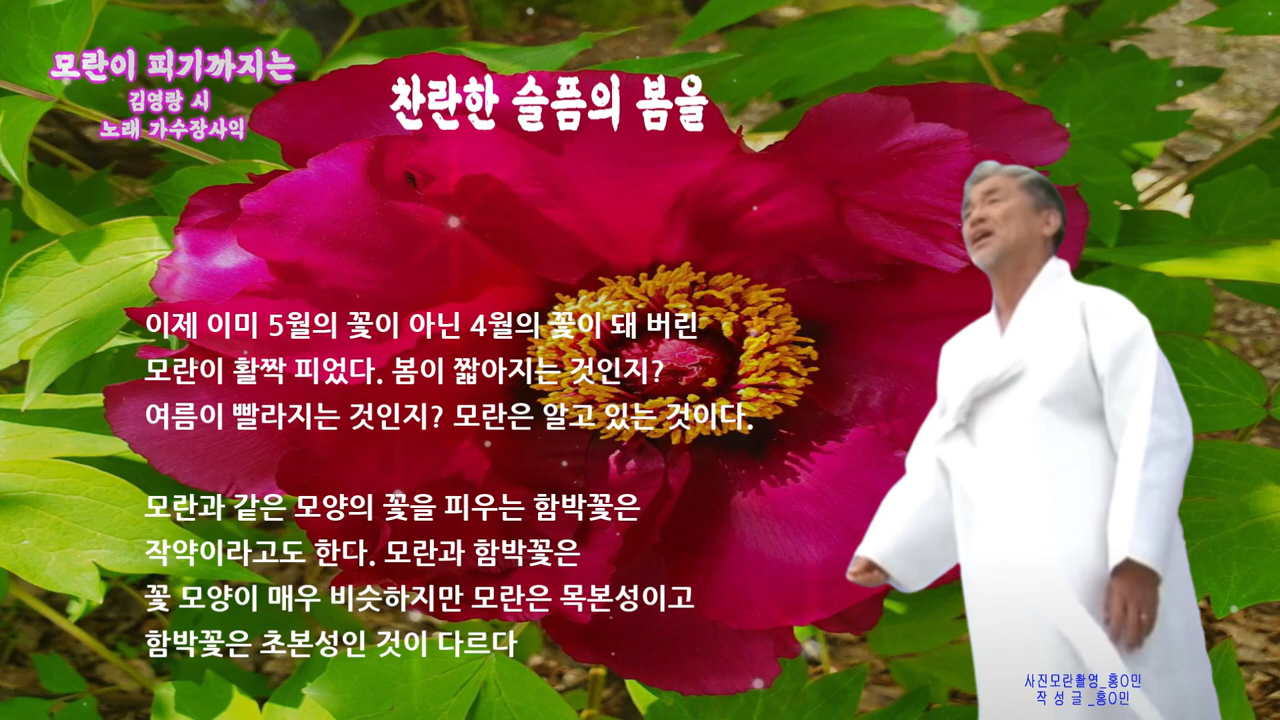 모란이 피기까지는
김영랑 시
노래 가수장사익
찬란한 슬픔의 봄을
이제 이미 5월의 꽃이 아닌 4월의 꽃이 돼 버린
모란이 활짝 피었다. 봄이 짧아지는 것인지?
여름이 빨라지는 것인지? 모란은 알고 있는 것이다.
모란과 같은 모양의 꽃을 피우는 함박꽃은
작약이라고도 한다. 모란과 함박꽃은
꽃 모양이 매우 비슷하지만 모란은 목본성이고
함박꽃은 초본성인 것이 다르다
사진모란촬영_홍O민
작 성 글 _홍O민